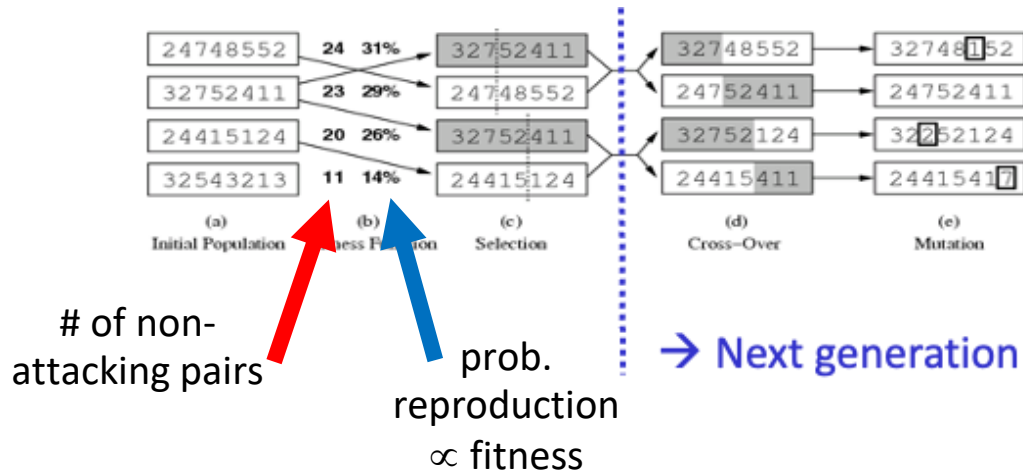 24748552 24 31% 32752411 32748552 32748152
32752411 23 29% 24748552 24752411 24752411
24415124 20 26% 32752411 32752124 32252124
32543213 11 14% 24415124 24415411 24415417
(a) (b) (c) (d) (e)
Initial Population Selection Cross-Over Mutation
# of non-
attacking pairs
prob.
reproduction
∝ fitness
→ Next generation